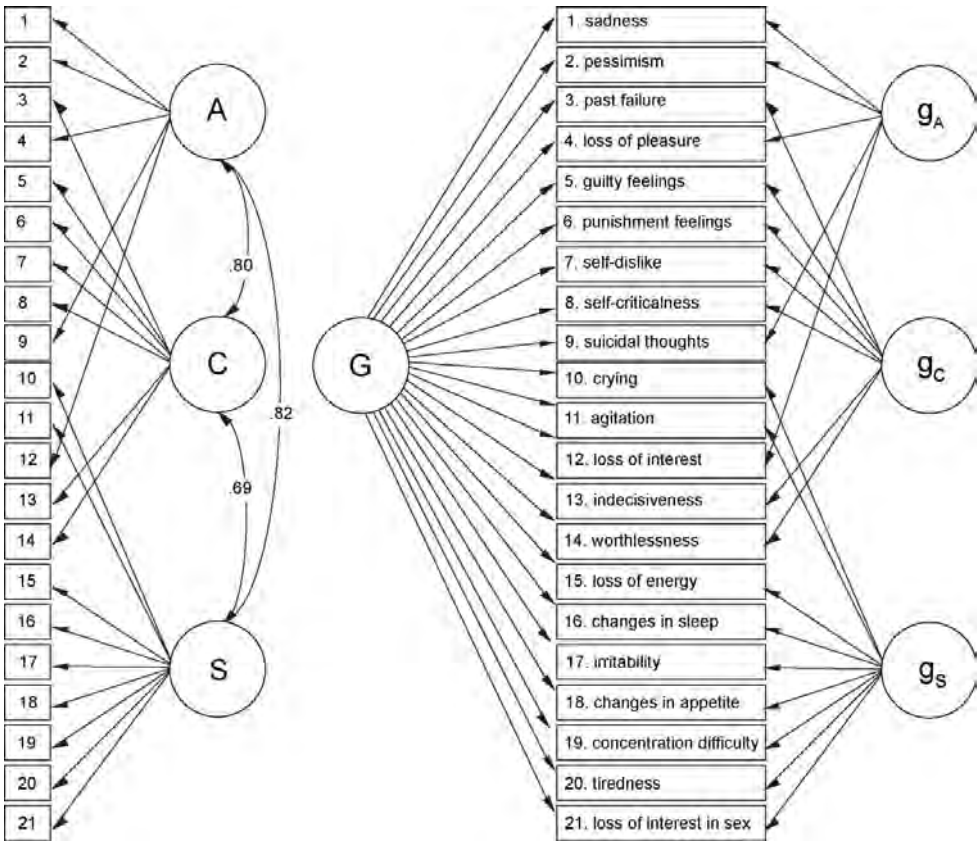 1
2
3
4
5
6
7
8
9
10
11
12
13
14
15
16
17
18
19
20
21
A
C
S
.80
.82
.69
G
1. sadness
2. pessimism
3. past failure
4. loss of pleasure
5. guilty feelings
6. punishment feelings
7. self-dislike
8. self-criticalness
9. suicidal thoughts
10. crying
11. agitation
12. loss of interest
13. indecisiveness
14. worthlessness
15. loss of energy
16. changes in sleep
17. irritability
18. changes in appetite
19. concentration difficulty
20. tiredness
21. loss of interest in sex
g_A
g_C
g_S